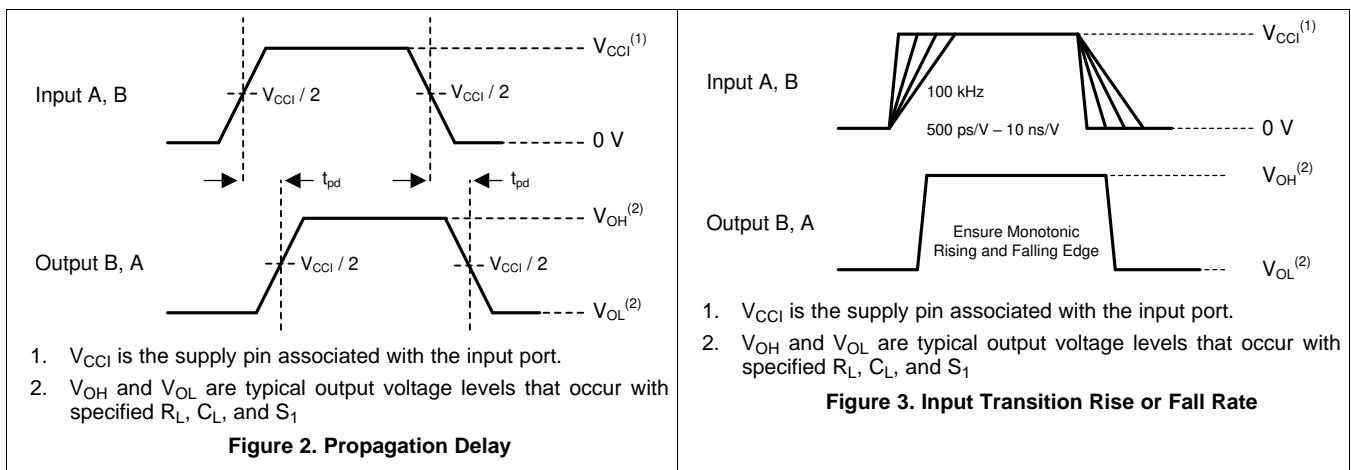 V_CCI^(1)
Input A, B
V_CCI / 2
V_CCI / 2
0 V
t_pd
t_pd
V_OH^(2)
Output B, A
V_CCI / 2
V_CCI / 2
V_OL^(2)
1. V_CCI is the supply pin associated with the input port.
2. V_OH and V_OL are typical output voltage levels that occur with
specified R_L, C_L, and S_1
Figure 2. Propagation Delay
V_CCI^(1)
Input A, B
100 kHz
500 ps/V – 10 ns/V
0 V
V_OH^(2)
Output B, A
Ensure Monotonic
Rising and Falling Edge
V_OL^(2)
1. V_CCI is the supply pin associated with the input port.
2. V_OH and V_OL are typical output voltage levels that occur with
specified R_L, C_L, and S_1
Figure 3. Input Transition Rise or Fall Rate